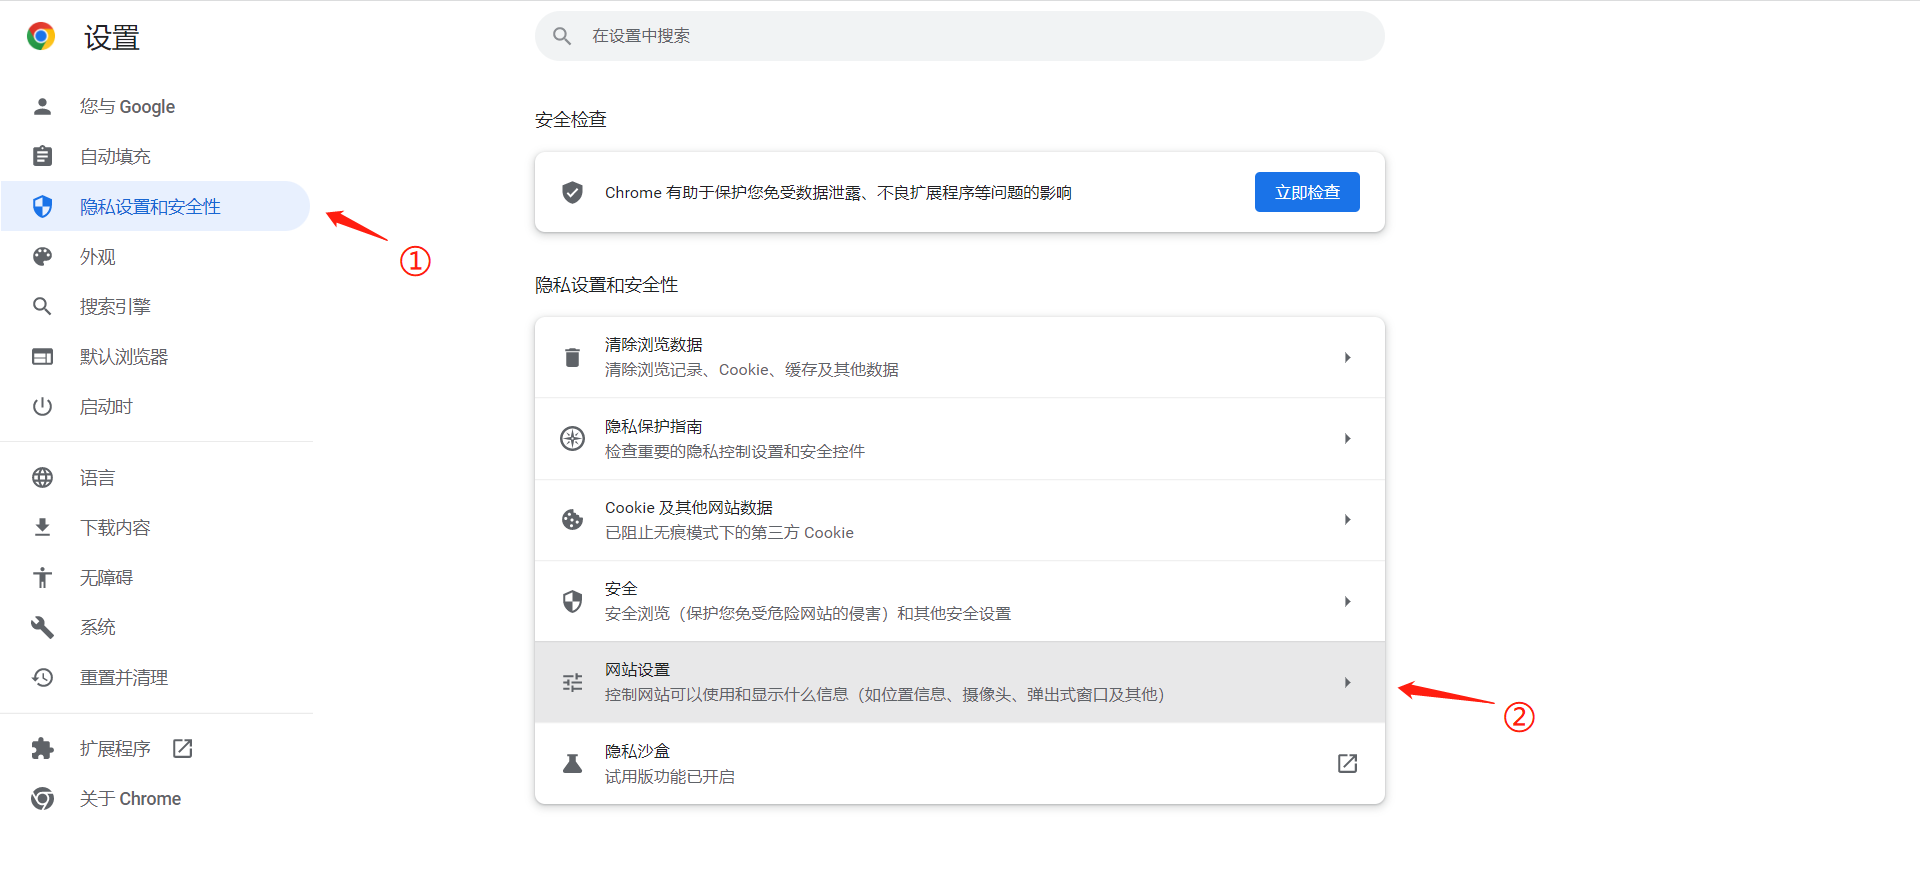 设置
在设置中搜索
您与 Google
自动填充
隐私设置和安全性
外观
搜索引擎
默认浏览器
启动时
语言
下载内容
无障碍
系统
重置并清理
扩展程序
关于 Chrome
①
安全检查
Chrome 有助于保护您免受数据泄露、不良扩展程序等问题的影响
立即检查
隐私设置和安全性
清除浏览数据
清除浏览记录、Cookie、缓存及其他数据
隐私保护指南
检查重要的隐私控制设置和安全控件
Cookie 及其他网站数据
已阻止无痕模式下的第三方 Cookie
安全
安全浏览（保护您免受危险网站的侵害）和其他安全设置
网站设置
控制网站可以使用和显示什么信息（如位置信息、摄像头、弹出式窗口及其他）
②
隐私沙盒
试用版功能已开启